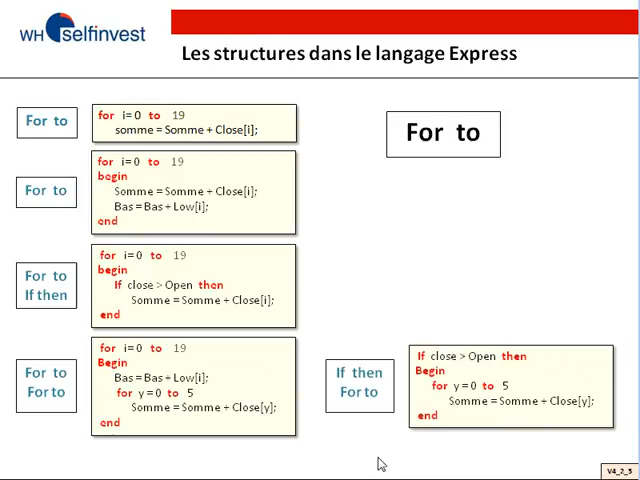 WH selfinvest
Les structures dans le langage Express
For to
for i=0 to 19
somme = Somme + Close[i];
For to
For to
for i=0 to 19
begin
Somme = Somme + Close[i];
Bas = Bas + Low[i];
end
For to
If then
for i=0 to 19
begin
If close > Open then
Somme = Somme + Close[i];
end
For to
For to
for i=0 to 19
Begin
Bas = Bas + Low[i];
for y=0 to 5
Somme = Somme + Close[y];
end
If then
For to
If close > Open then
Begin
for y=0 to 5
Somme = Somme + Close[y];
end
V4_2_5